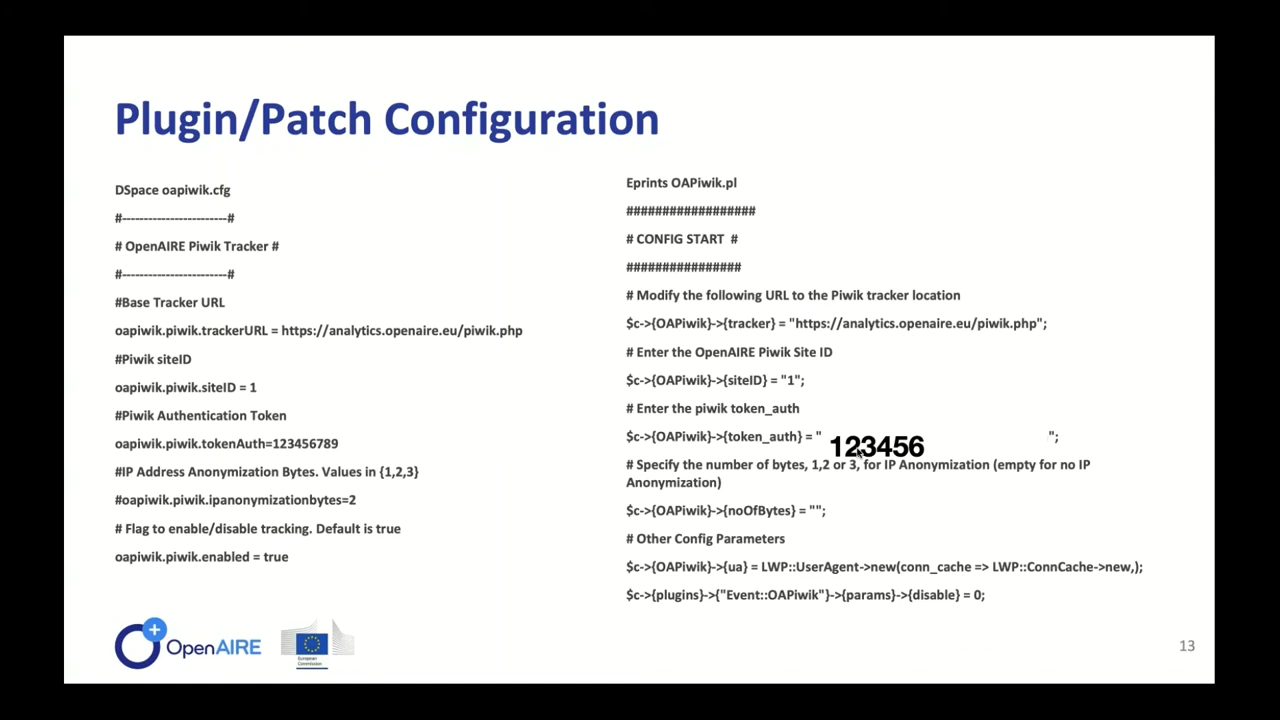 Plugin/Patch Configuration
DSpace oapiwik.cfg
#------------------------#
# OpenAIRE Piwik Tracker #
#------------------------#
#Base Tracker URL
oapiwik.piwik.trackerURL = https://analytics.openaire.eu/piwik.php
#Piwik siteID
oapiwik.piwik.siteID = 1
#Piwik Authentication Token
oapiwik.piwik.tokenAuth=123456789
#IP Address Anonymization Bytes. Values in {1,2,3}
#oapiwik.piwik.ipanonymizationbytes=2
# Flag to enable/disable tracking. Default is true
oapiwik.piwik.enabled = true
Eprints OAPiwik.pl
##################
# CONFIG START  #
################
# Modify the following URL to the Piwik tracker location
$c->{OAPiwik}->{tracker} = "https://analytics.openaire.eu/piwik.php";
# Enter the OpenAIRE Piwik Site ID
$c->{OAPiwik}->{siteID} = "1";
# Enter the piwik token_auth
$c->{OAPiwik}->{token_auth} = " 123456 ";
# Specify the number of bytes, 1,2 or 3, for IP Anonymization (empty for no IP
Anonymization)
$c->{OAPiwik}->{noOfBytes} = "";
# Other Config Parameters
$c->{OAPiwik}->{ua} = LWP::UserAgent->new(conn_cache => LWP::ConnCache->new,);
$c->{plugins}->{"Event::OAPiwik"}->{params}->{disable} = 0;
OpenAIRE
European
Commission
13